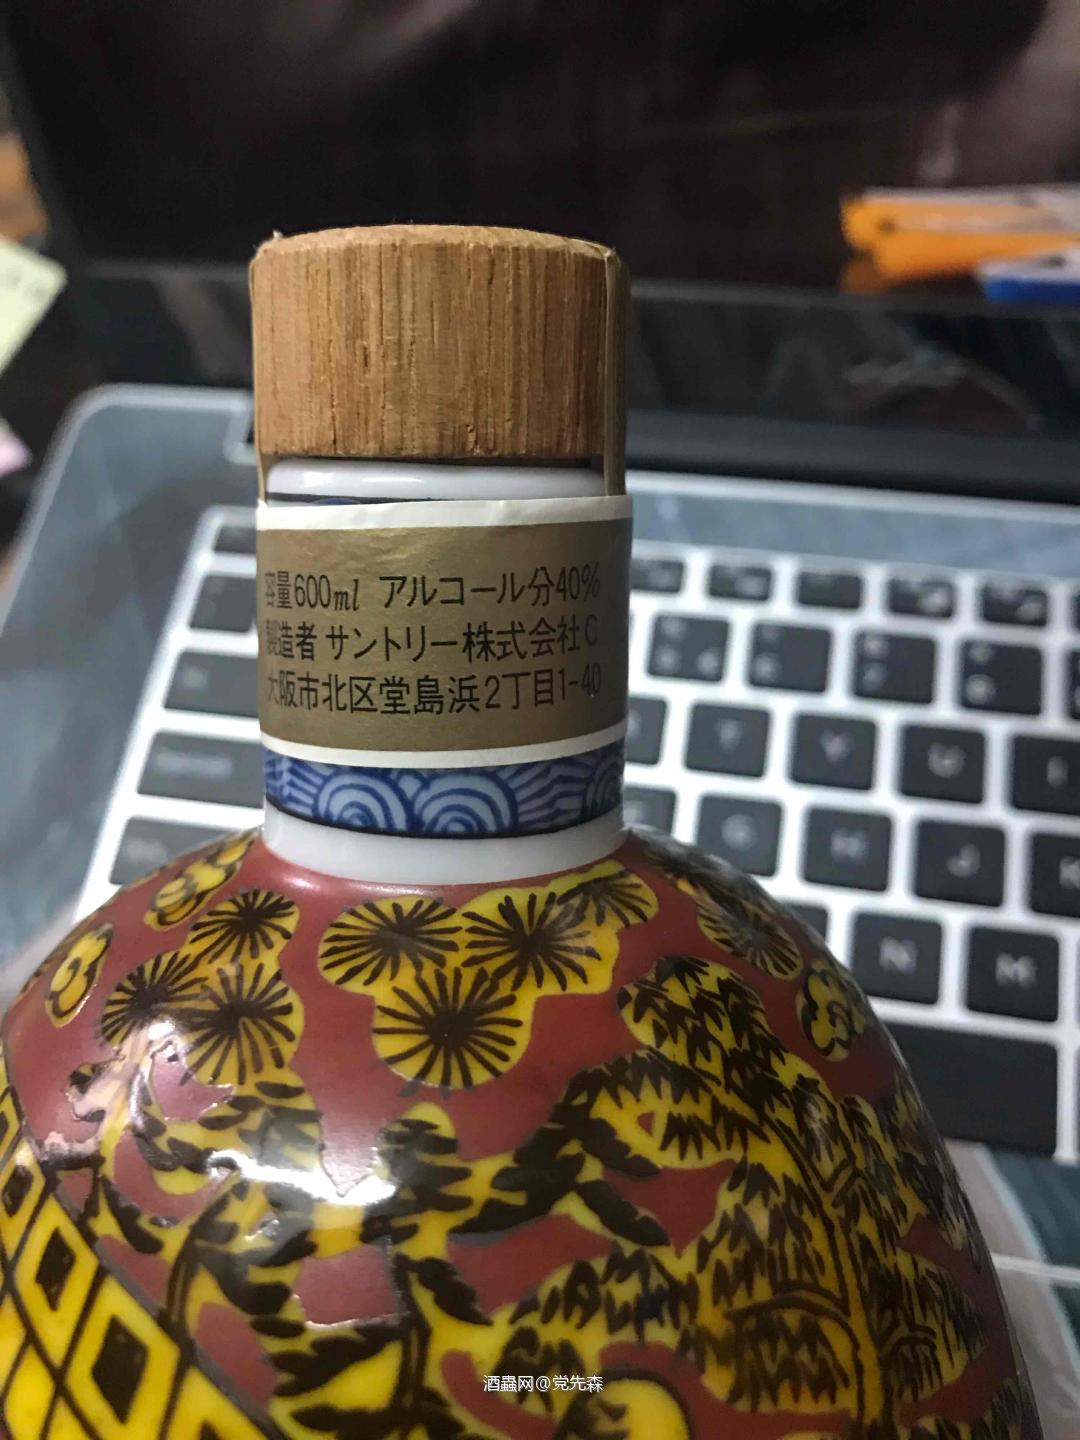 容量600ml アルコール分40%
製造者 サントリー株式会社 C
大阪市北区堂島浜2丁目1-40
T
Y
G
H
J
K
N
M
酒蟲网@党先森